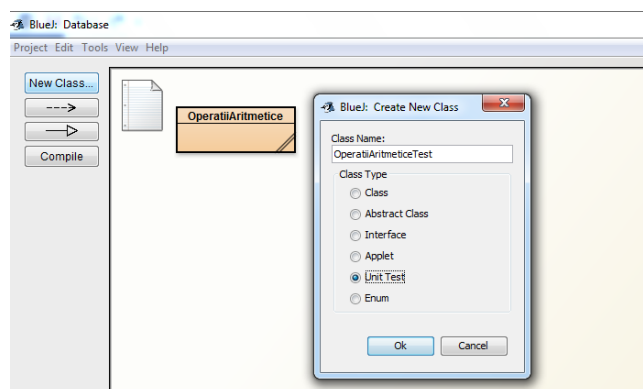 BlueJ: Database
Project Edit Tools View Help
New Class...
Compile
OperatiiAritmetice
BlueJ: Create New Class
Class Name:
OperatiiAritmeticeTest
Class Type
Class
Abstract Class
Interface
Applet
Unit Test
Enum
Ok Cancel